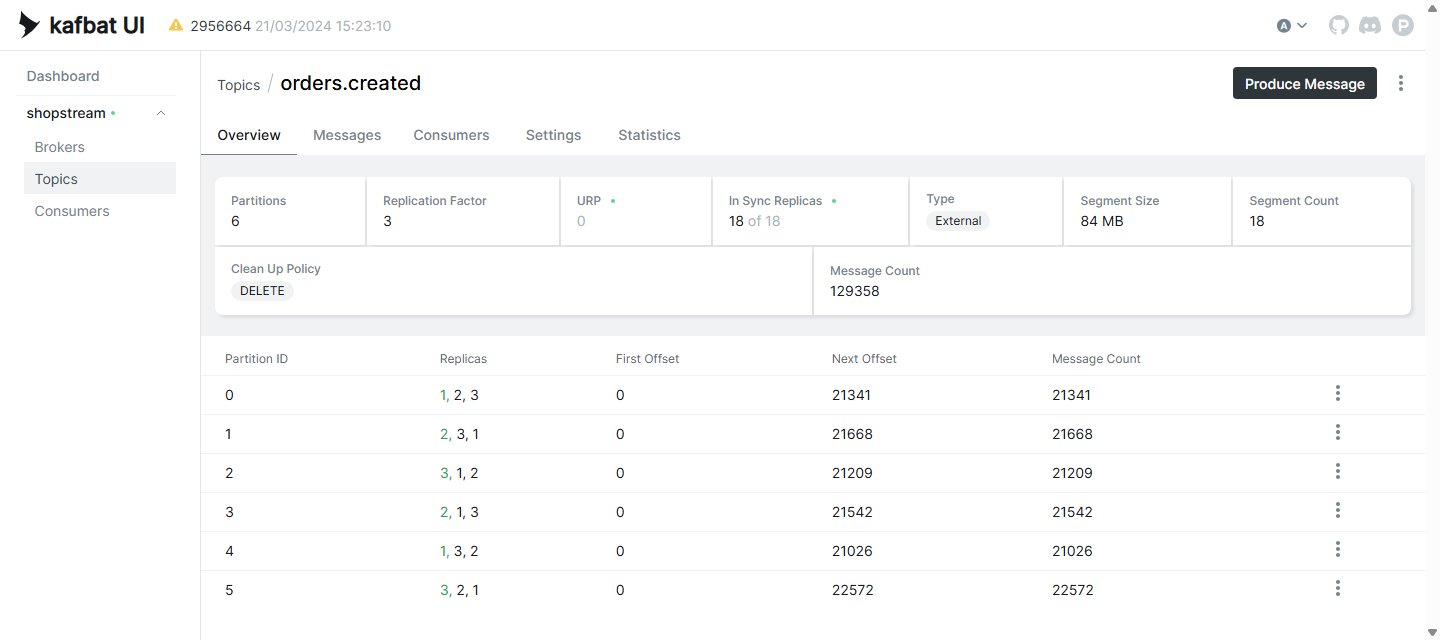 kafbat UI 2956664 21/03/2024 15:23:10 A P
Dashboard
shopstream
Brokers
Topics
Consumers
Topics / orders.created
Produce Message
Overview Messages Consumers Settings Statistics
Partitions Replication Factor URP In Sync Replicas Type Segment Size Segment Count
6 3 0 18 of 18 External 84 MB 18
Clean Up Policy Message Count
DELETE 129358
Partition ID Replicas First Offset Next Offset Message Count
0 1, 2, 3 0 21341 21341
1 2, 3, 1 0 21668 21668
2 3, 1, 2 0 21209 21209
3 2, 1, 3 0 21542 21542
4 1, 3, 2 0 21026 21026
5 3, 2, 1 0 22572 22572